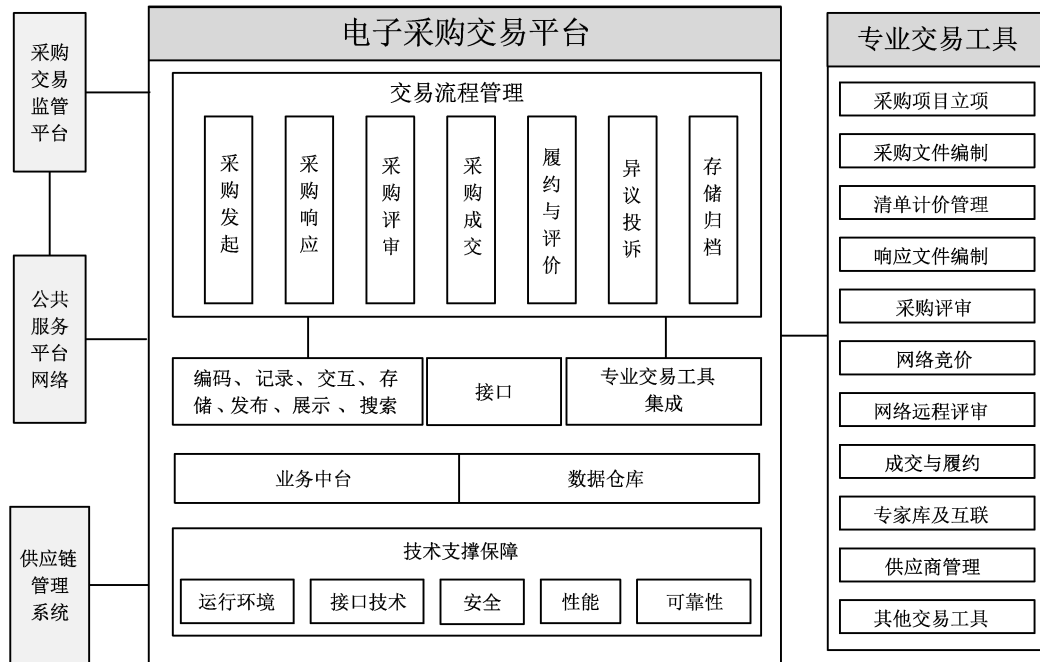 采购
交易
监管
平台
公共
服务
平台
网络
供应链
管理
系统
电子采购交易平台
交易流程管理
采购发起
采购响应
采购评审
采购成交
履约与评价
异议投诉
存储归档
编码、记录、交互、存
储、发布、展示、搜索
接口
专业交易工具
集成
业务中台
数据仓库
技术支撑保障
运行环境
接口技术
安全
性能
可靠性
专业交易工具
采购项目立项
采购文件编制
清单计价管理
响应文件编制
采购评审
网络竞价
网络远程评审
成交与履约
专家库及互联
供应商管理
其他交易工具